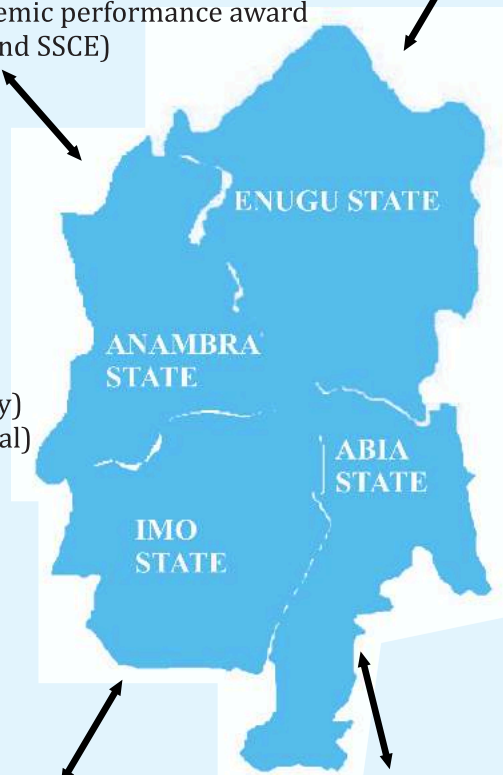 emic performance award
nd SSCE)
ENUGU STATE
ANAMBRA
STATE
y)
al)
ABIA
STATE
IMO
STATE